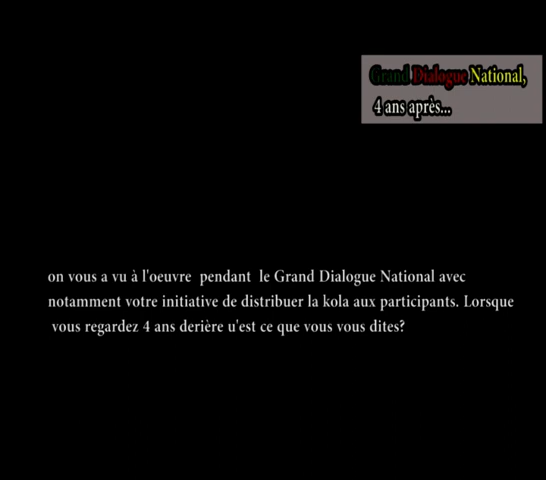 Grand Dialogue National,
4 ans après...
on vous a vu à l'oeuvre pendant le Grand Dialogue National avec
notamment votre initiative de distribuer la kola aux participants. Lorsque
vous regardez 4 ans derière u'est ce que vous vous dites?